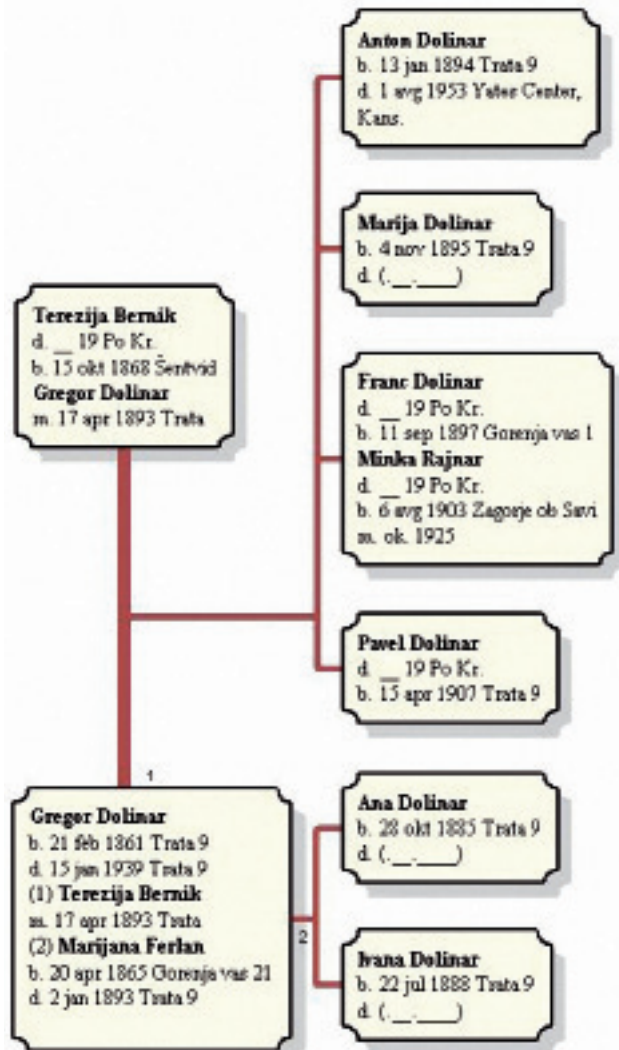 Anton Dolinar
b. 13 jan 1894 Trata 9
d. 1 avg 1953 Yates Center,
Kans.
Marija Dolinar
b. 4 nov 1895 Trata 9
d. (.__.____)
Terezija Bernik
d. __ 19 Po Kr.
b. 15 okt 1868 Šentvid
Gregor Dolinar
m. 17 apr 1893 Trata
Franc Dolinar
d. __ 19 Po Kr.
b. 11 sep 1897 Gorenja vas 1
Minka Rajnar
d. __ 19 Po Kr.
b. 6 avg 1903 Zagorje ob Savi
m. ok. 1925
Pavel Dolinar
d. __ 19 Po Kr.
b. 15 apr 1907 Trata 9
1
Gregor Dolinar
b. 21 feb 1861 Trata 9
d. 15 jan 1939 Trata 9
(1) Terezija Bernik
m. 17 apr 1893 Trata
(2) Marijana Ferlan
b. 20 apr 1865 Gorenja vas 21
d. 2 jan 1893 Trata 9
2
Ana Dolinar
b. 28 okt 1885 Trata 9
d. (.__.____)
Ivana Dolinar
b. 22 jul 1888 Trata 9
d. (.__.____)